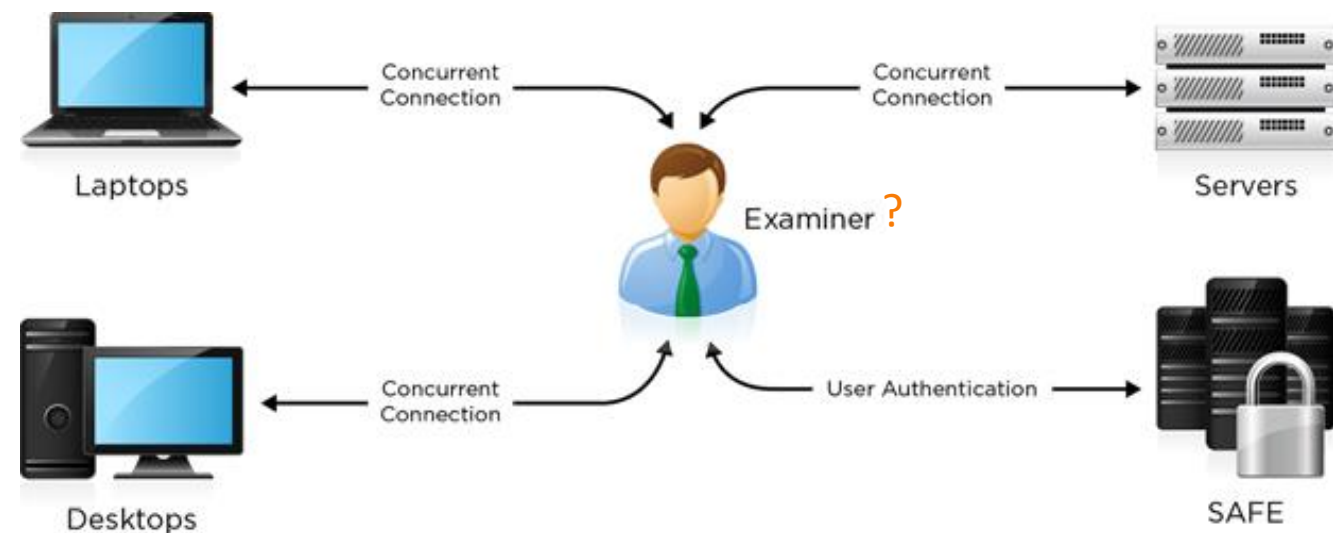 Concurrent
Connection
Concurrent
Connection
Laptops
Servers
Examiner ?
Concurrent
Connection
User Authentication
Desktops
SAFE